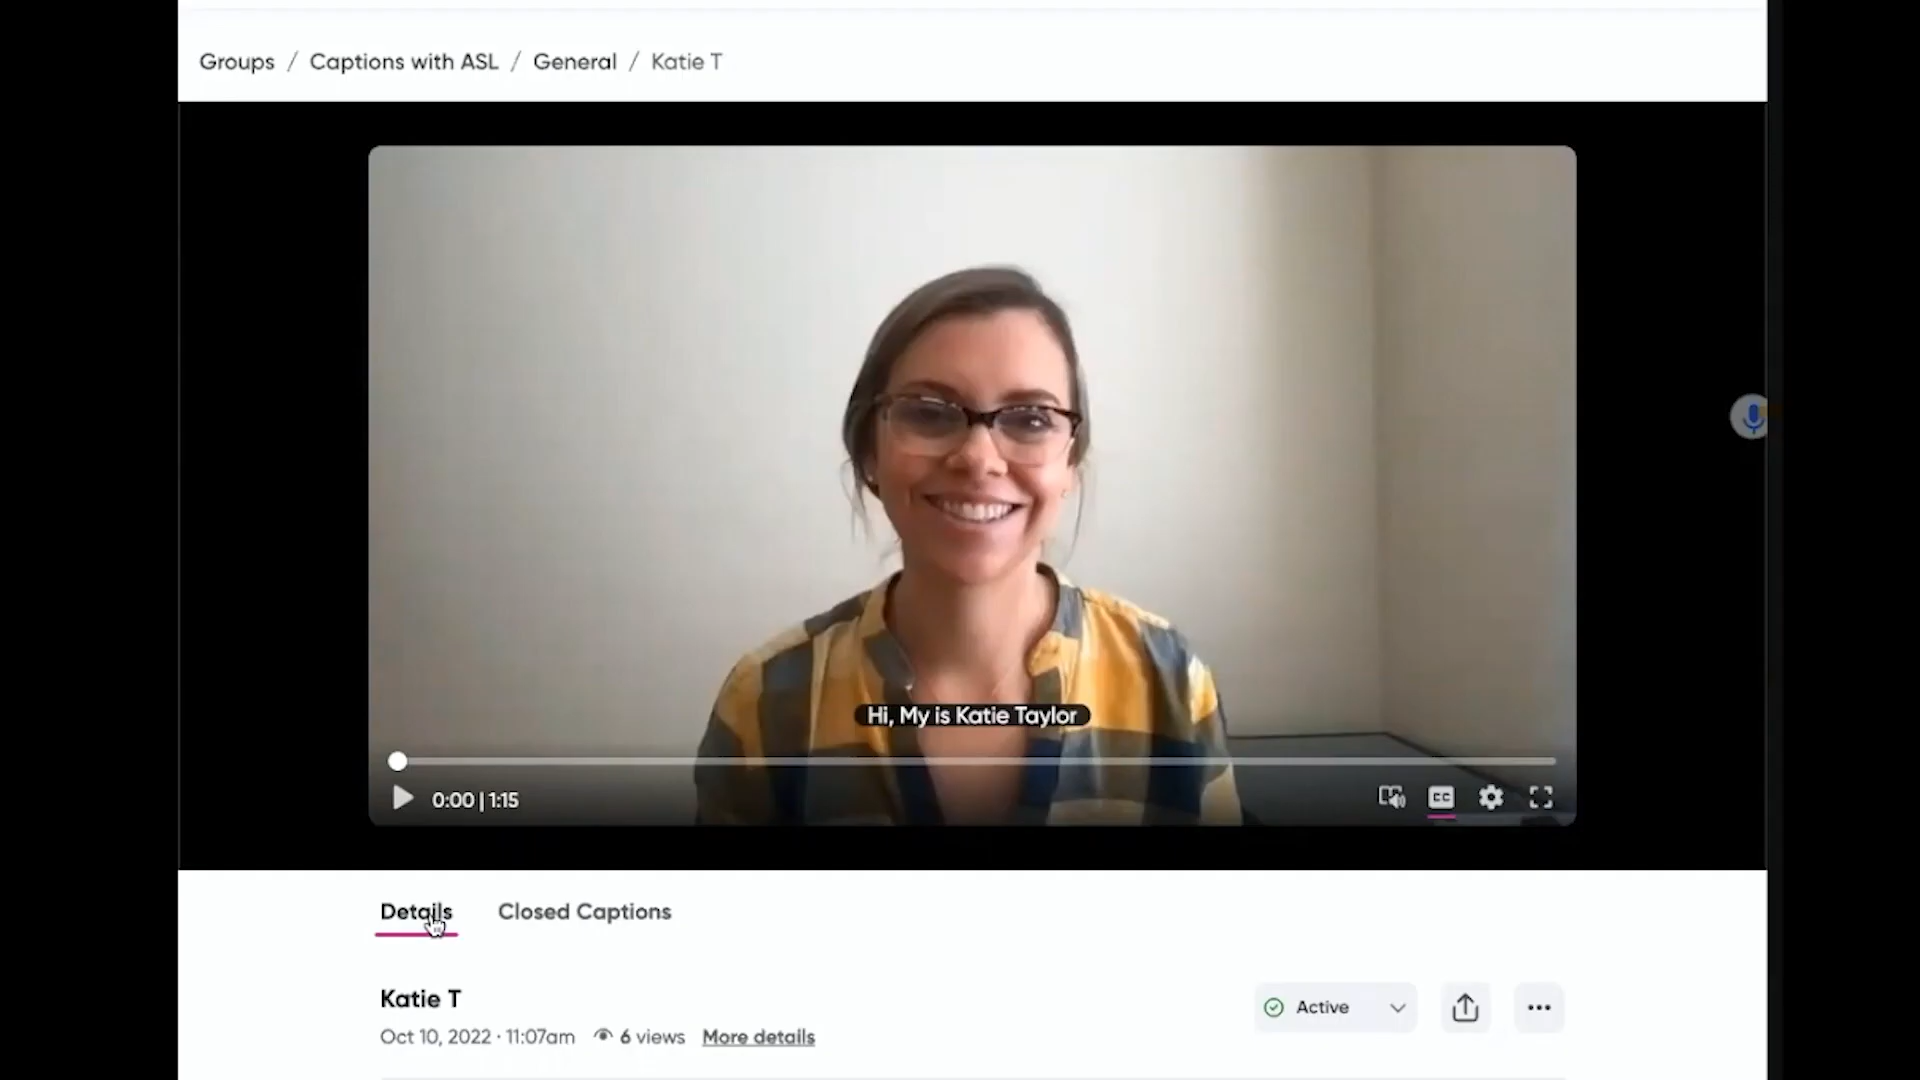 Groups / Captions with ASL / General / Katie T
Hi, My is Katie Taylor
0:00 | 1:15
CC
Details Closed Captions
Katie T
Active
Oct 10, 2022 · 11:07am 6 views More details